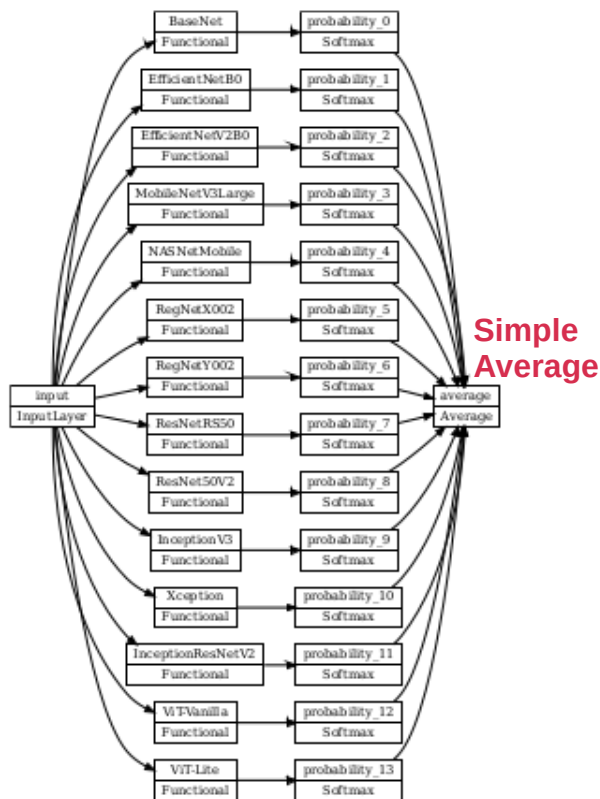 BaseNet
Functional
probability_0
Softmax
EfficientNetB0
Functional
probability_1
Softmax
EfficientNetV2B0
Functional
probability_2
Softmax
MobileNetV3Large
Functional
probability_3
Softmax
NASNetMobile
Functional
probability_4
Softmax
RegNetX002
Functional
probability_5
Softmax
Simple
Average
RegNetY002
Functional
probability_6
Softmax
input
InputLayer
average
Average
ResNetRS50
Functional
probability_7
Softmax
ResNet50V2
Functional
probability_8
Softmax
InceptionV3
Functional
probability_9
Softmax
Xception
Functional
probability_10
Softmax
InceptionResNetV2
Functional
probability_11
Softmax
ViT-Vanilla
Functional
probability_12
Softmax
ViT-Lite
Functional
probability_13
Softmax